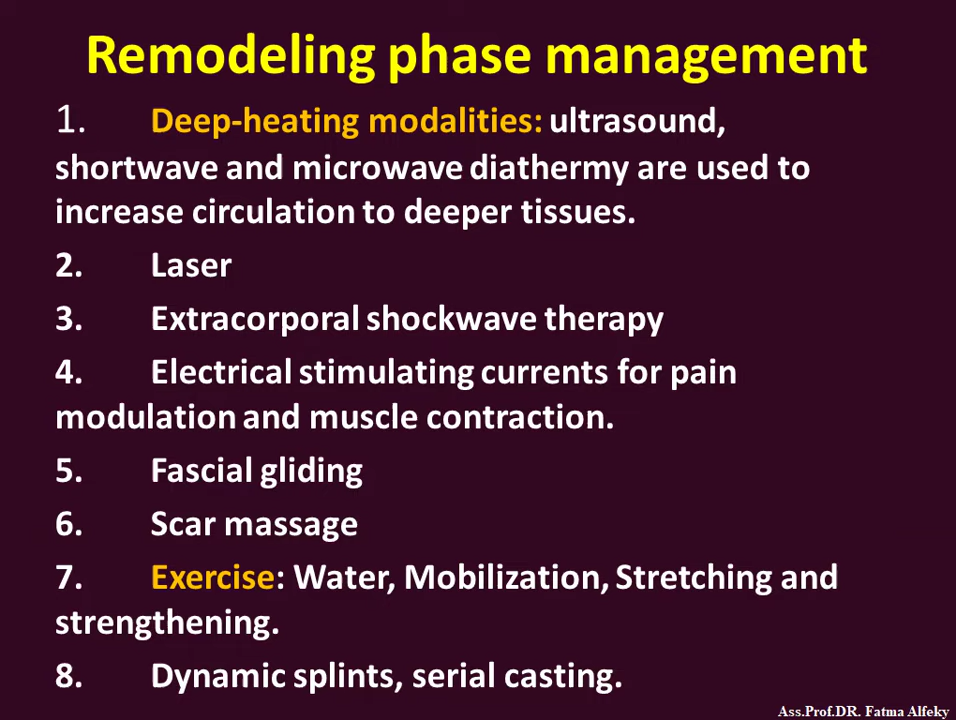 Remodeling phase management
1. Deep-heating modalities: ultrasound,
shortwave and microwave diathermy are used to
increase circulation to deeper tissues.
2. Laser
3. Extracorporal shockwave therapy
4. Electrical stimulating currents for pain
modulation and muscle contraction.
5. Fascial gliding
6. Scar massage
7. Exercise: Water, Mobilization, Stretching and
strengthening.
8. Dynamic splints, serial casting.
Ass.Prof.DR. Fatma Alfeky